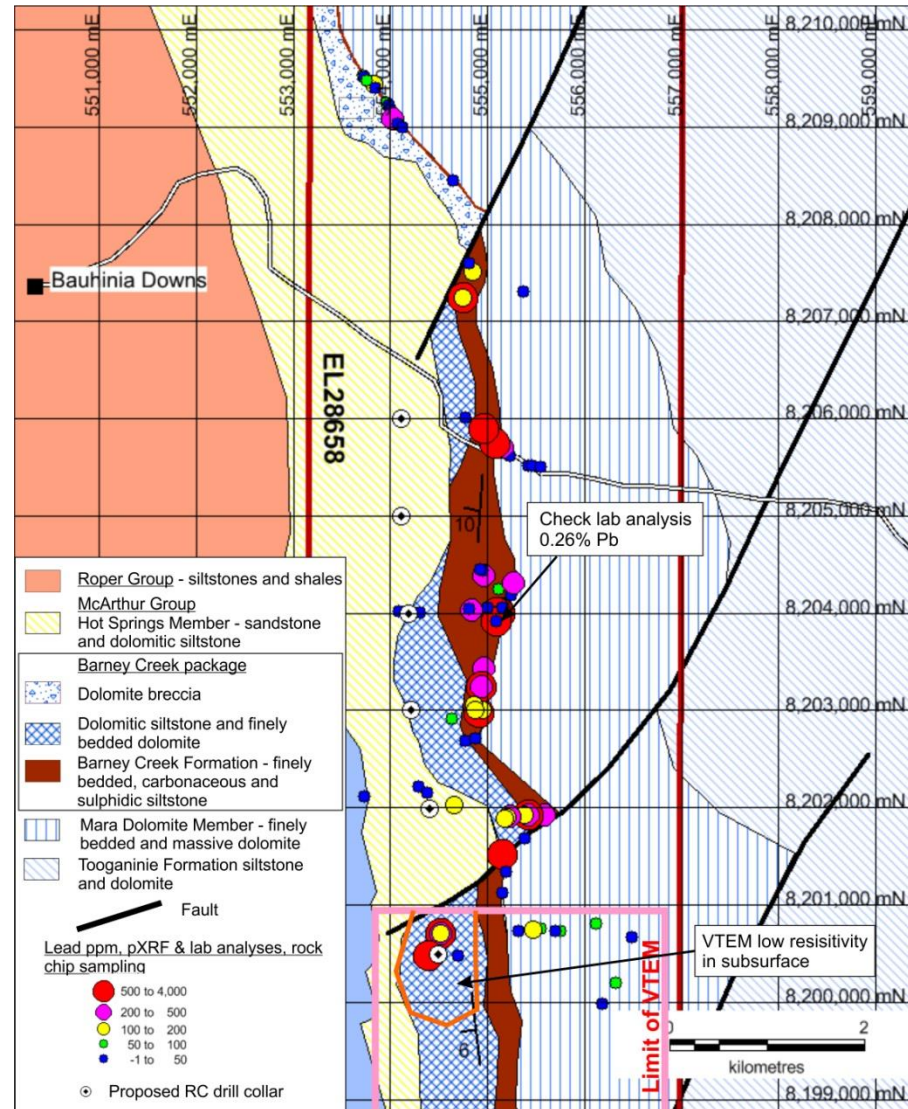 551,000 mE
552,000 mE
553,000 mE
555,000 mE
556,000 mE
557,000 mE
558,000 mE
559,000 mE
8,210,000 mN
8,209,000 mN
8,208,000 mN
8,207,000 mN
8,206,000 mN
8,205,000 mN
8,204,000 mN
8,203,000 mN
8,202,000 mN
8,201,000 mN
8,200,000 mN
8,199,000 mN
Bauhinia Downs
EL28658
10
Check lab analysis
0.26% Pb
Roper Group - siltstones and shales
McArthur Group
Hot Springs Member - sandstone
and dolomitic siltstone
Barney Creek package
Dolomite breccia
Dolomitic siltstone and finely
bedded dolomite
Barney Creek Formation - finely
bedded, carbonaceous and
sulphidic siltstone
Mara Dolomite Member - finely
bedded and massive dolomite
Tooganinie Formation siltstone
and dolomite
Fault
Lead ppm, pXRF & lab analyses, rock
chip sampling
500 to 4,000
200 to 500
100 to 200
50 to 100
-1 to 50
Proposed RC drill collar
VTEM low resisitivity
in subsurface
6
Limit of VTEM
0
2
kilometres